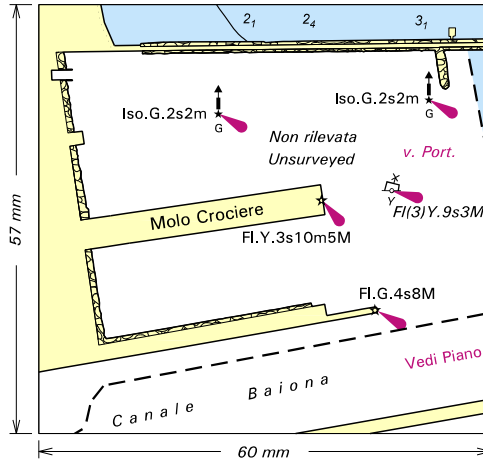 2₁ 2₄ 3₁
Iso.G.2s2m
G
Iso.G.2s2m
G
Non rilevata
Unsurveyed
v. Port.
Y
Fl(3)Y.9s3M
Molo Crociere
Fl.Y.3s10m5M
Fl.G.4s8M
Vedi Piano
Canale Baiona
57 mm
60 mm